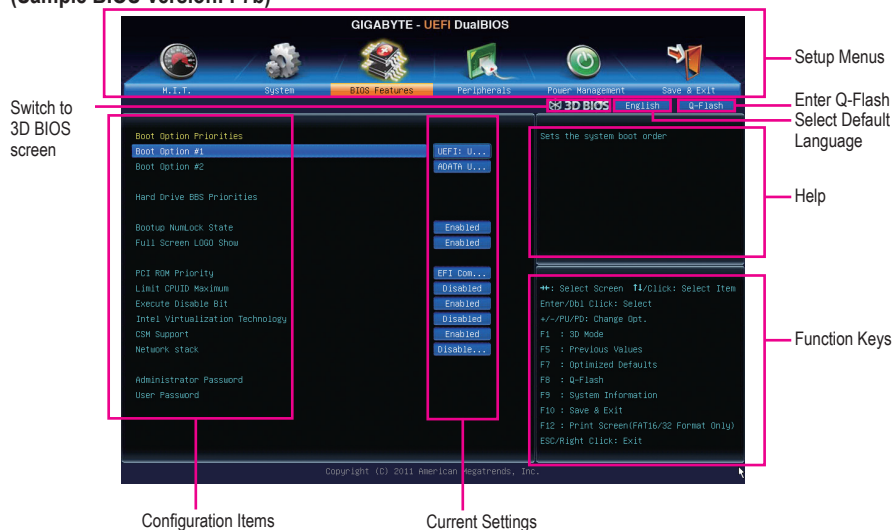 (Sample BIOS Version: F7b)
GIGABYTE - UEFI DualBIOS
M.I.T.
System
BIOS Features
Peripherals
Power Management
Save & Exit
Setup Menus
3D BIOS
English
Q-Flash
Switch to
3D BIOS
screen
Enter Q-Flash
Select Default
Language
Boot Option Priorities
Boot Option #1 UEFI: U...
Boot Option #2 ADATA U...
Hard Drive BBS Priorities
Bootup NumLock State Enabled
Full Screen LOGO Show Enabled
PCI ROM Priority EFI Com...
Limit CPUID Maximum Disabled
Execute Disable Bit Enabled
Intel Virtualization Technology Disabled
CSM Support Enabled
Network stack Disable...
Administrator Password
User Password
Sets the system boot order
Help
→←: Select Screen ↑↓/Click: Select Item
Enter/Dbl Click: Select
+/-/PU/PD: Change Opt.
F1 : 3D Mode
F5 : Previous Values
F7 : Optimized Defaults
F8 : Q-Flash
F9 : System Information
F10 : Save & Exit
F12 : Print Screen(FAT16/32 Format Only)
ESC/Right Click: Exit
Function Keys
Copyright (C) 2011 American Megatrends, Inc.
Configuration Items
Current Settings